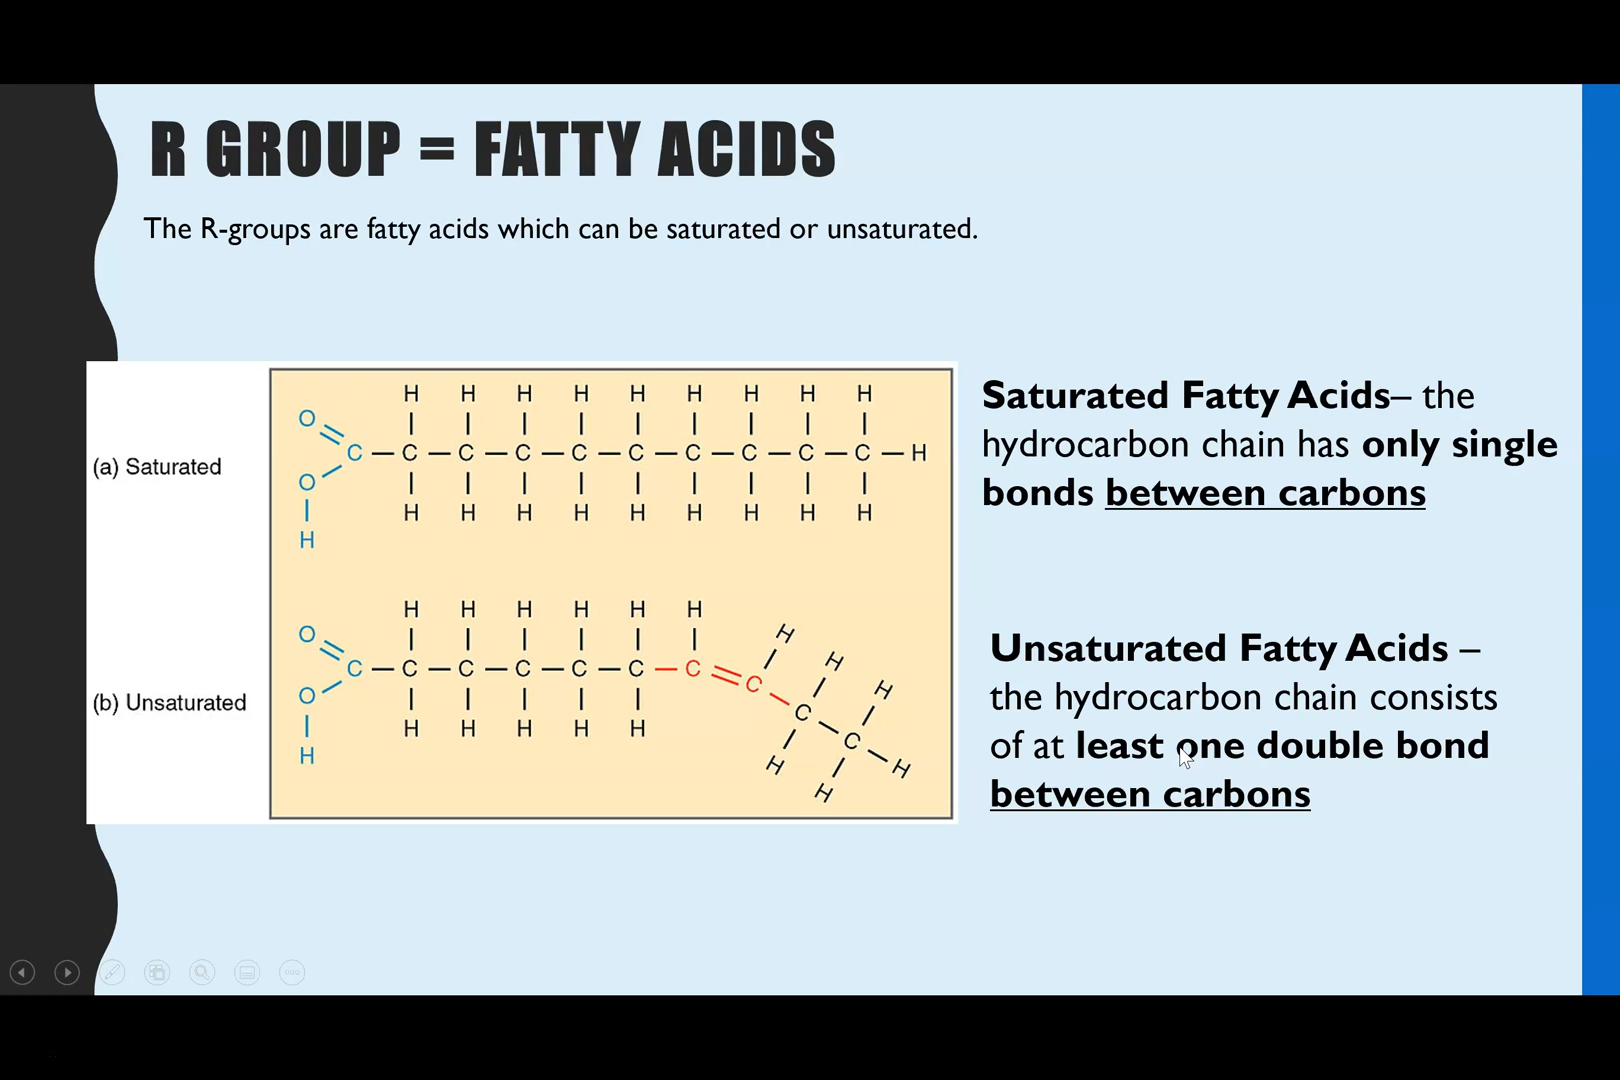 R GROUP = FATTY ACIDS
The R-groups are fatty acids which can be saturated or unsaturated.
H H H H H H H H H
O
C — C — C — C — C — C — C — C — C — C — H
(a) Saturated
O
H H H H H H H H H
H
Saturated Fatty Acids– the
hydrocarbon chain has only single
bonds between carbons
H H H H H H
O H
H
C — C — C — C — C — C — C = C
H
(b) Unsaturated
O C
H H H H H
C
H H H
H
Unsaturated Fatty Acids –
the hydrocarbon chain consists
of at least one double bond
between carbons